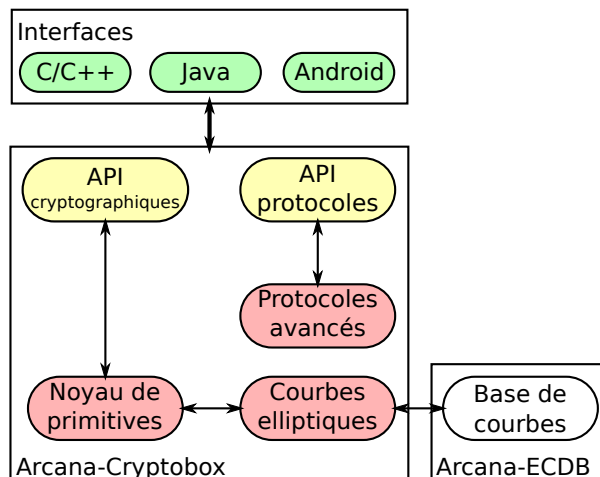 Interfaces
C/C++
Java
Android
API
cryptographiques
API
protocoles
Protocoles
avancés
Noyau de
primitives
Courbes
elliptiques
Base de
courbes
Arcana-Cryptobox
Arcana-ECDB